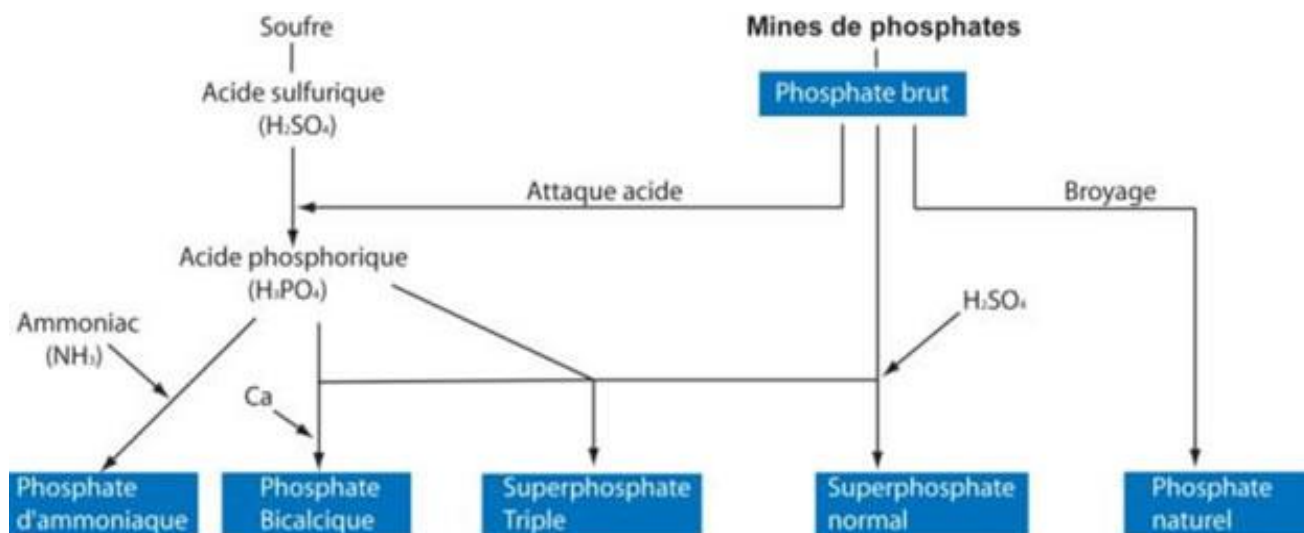 Soufre
Mines de phosphates
Acide sulfurique
(H₂SO₄)
Phosphate brut
Attaque acide
Broyage
Acide phosphorique
(H₃PO₄)
Ammoniac
(NH₃)
H₂SO₄
Ca
Phosphate
d'ammoniaque
Phosphate
Bicalcique
Superphosphate
Triple
Superphosphate
normal
Phosphate
naturel